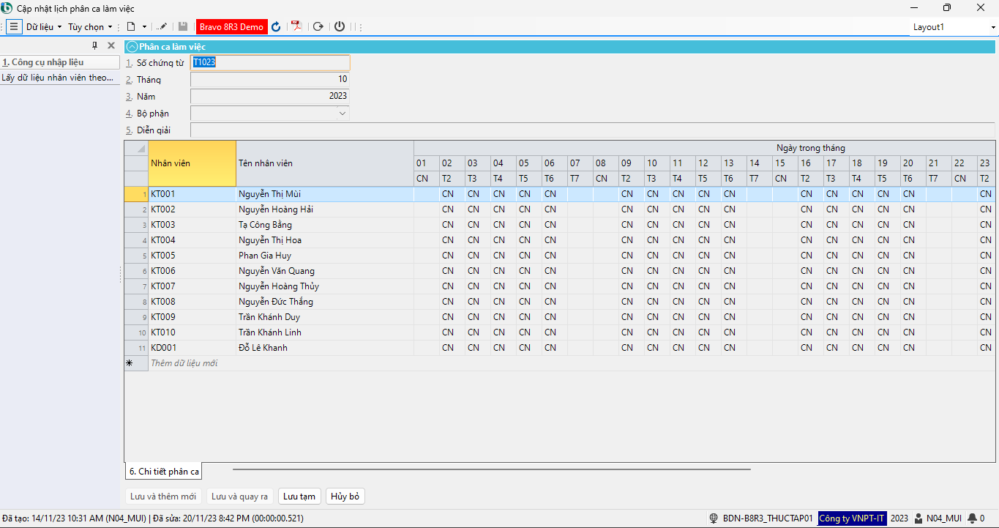 Cập nhật lịch phân ca làm việc
Dữ liệu Tùy chọn Bravo 8R3 Demo PDF Layout1
1. Công cụ nhập liệu
Lấy dữ liệu nhân viên theo...
Phân ca làm việc
1. Số chứng từ T1023
2. Tháng 10
3. Năm 2023
4. Bộ phận
5. Diễn giải
Nhân viên Tên nhân viên Ngày trong tháng
01 02 03 04 05 06 07 08 09 10 11 12 13 14 15 16 17 18 19 20 21 22 23
CN T2 T3 T4 T5 T6 T7 CN T2 T3 T4 T5 T6 T7 CN T2 T3 T4 T5 T6 T7 CN T2
1 KT001 Nguyễn Thị Mùi CN CN CN CN CN CN CN CN CN CN CN CN CN CN CN CN
2 KT002 Nguyễn Hoàng Hải CN CN CN CN CN CN CN CN CN CN CN CN CN CN CN CN
3 KT003 Tạ Công Bằng CN CN CN CN CN CN CN CN CN CN CN CN CN CN CN CN
4 KT004 Nguyễn Thị Hoa CN CN CN CN CN CN CN CN CN CN CN CN CN CN CN CN
5 KT005 Phan Gia Huy CN CN CN CN CN CN CN CN CN CN CN CN CN CN CN CN
6 KT006 Nguyễn Văn Quang CN CN CN CN CN CN CN CN CN CN CN CN CN CN CN CN
7 KT007 Nguyễn Hoàng Thủy CN CN CN CN CN CN CN CN CN CN CN CN CN CN CN CN
8 KT008 Nguyễn Đức Thắng CN CN CN CN CN CN CN CN CN CN CN CN CN CN CN CN
9 KT009 Trần Khánh Duy CN CN CN CN CN CN CN CN CN CN CN CN CN CN CN CN
10 KT010 Trần Khánh Linh CN CN CN CN CN CN CN CN CN CN CN CN CN CN CN CN
11 KD001 Đỗ Lê Khanh CN CN CN CN CN CN CN CN CN CN CN CN CN CN CN CN
Thêm dữ liệu mới
6. Chi tiết phân ca
Lưu và thêm mới Lưu và quay ra Lưu tạm Hủy bỏ
Đã tạo: 14/11/23 10:31 AM (N04_MUI) | Đã sửa: 20/11/23 8:42 PM (00:00:00.521) BDN-B8R3_THUCTAP01 Công ty VNPT-IT 2023 N04_MUI 0